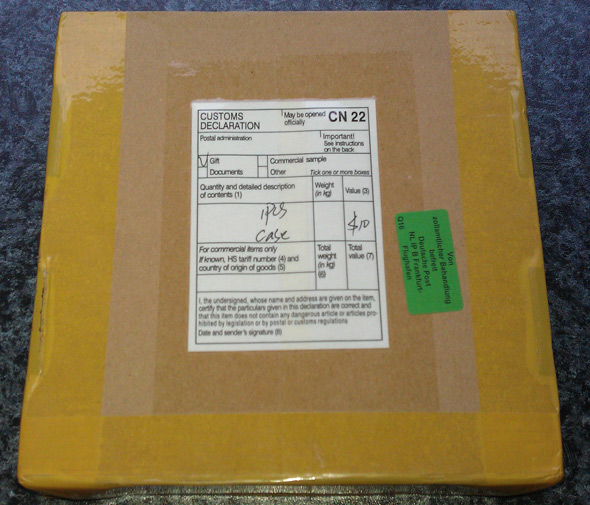 CUSTOMS DECLARATION
May be opened officially
CN 22
Postal administration
Important!
See instructions
on the back
Gift
Commercial sample
Documents
Other
Tick one or more boxes
Quantity and detailed description
of contents (1)
Weight
(in kg)
Value (3)
1PCS
Case
$10
For commercial items only
If known, HS tariff number (4) and
country of origin of goods (5)
Total
weight
(in kg)
(6)
Total
value (7)
I, the undersigned, whose name and address are given on the item,
certify that the particulars given in this declaration are correct and
that this item does not contain any dangerous article or articles pro-
hibited by legislation or by postal or customs regulations
Date and sender's signature (8)
Von
zollamtlicher Behandlung
befreit
Deutsche Post
NL IP B Frankfurt-
Flughafen
Q16